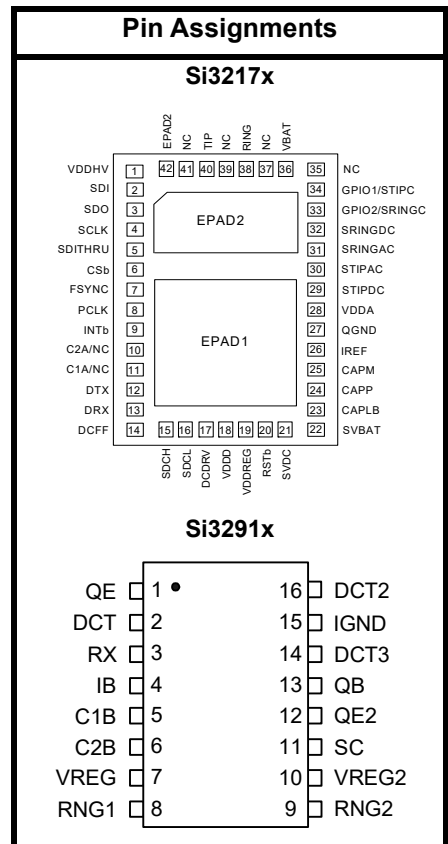 Pin Assignments
Si3217x
EPAD2
NC
TIP
NC
RING
NC
VBAT
42 41 40 39 38 37 36
VDDHV 1
SDI 2
SDO 3
SCLK 4
SDITHRU 5
CSb 6
FSYNC 7
PCLK 8
INTb 9
C2A/NC 10
C1A/NC 11
DTX 12
DRX 13
DCFF 14
EPAD2
EPAD1
35 NC
34 GPIO1/STIPC
33 GPIO2/SRINGC
32 SRINGDC
31 SRINGAC
30 STIPAC
29 STIPDC
28 VDDA
27 QGND
26 IREF
25 CAPM
24 CAPP
23 CAPLB
22 SVBAT
15 16 17 18 19 20 21
SDCH
SDCL
DCDRV
VDDD
VDDREG
RSTb
SVDC
Si3291x
QE 1 16 DCT2
DCT 2 15 IGND
RX 3 14 DCT3
IB 4 13 QB
C1B 5 12 QE2
C2B 6 11 SC
VREG 7 10 VREG2
RNG1 8 9 RNG2